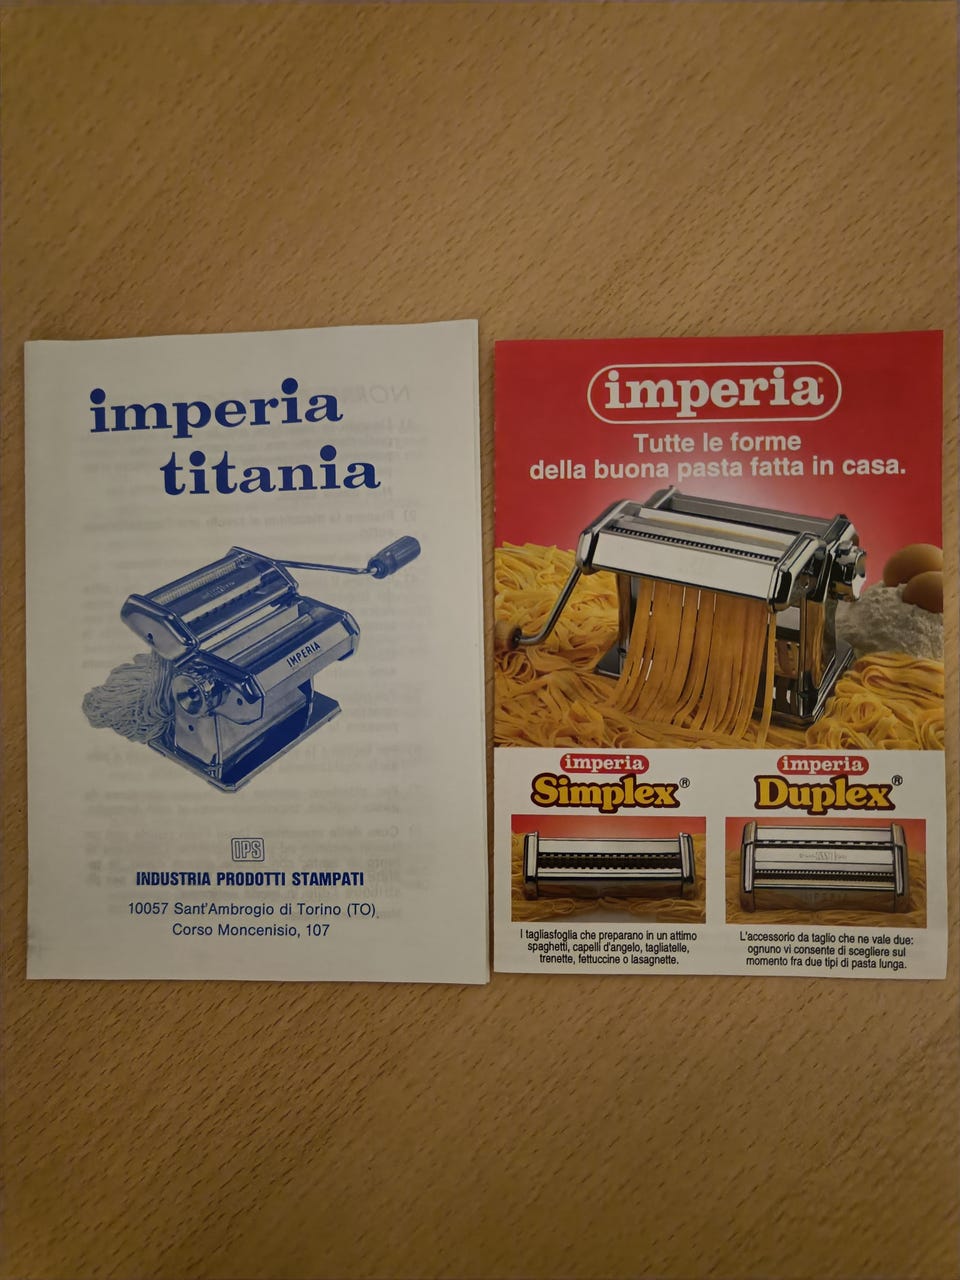 imperia
titania
IMPERIA
IPS
INDUSTRIA PRODOTTI STAMPATI
10057 Sant'Ambrogio di Torino (TO)
Corso Moncenisio, 107
imperia®
Tutte le forme
della buona pasta fatta in casa.
imperia
Simplex®
I tagliasfoglia che preparano in un attimo
spaghetti, capelli d'angelo, tagliatelle,
trenette, fettuccine o lasagnette.
imperia
Duplex®
L'accessorio da taglio che ne vale due:
ognuno vi consente di scegliere sul
momento fra due tipi di pasta lunga.